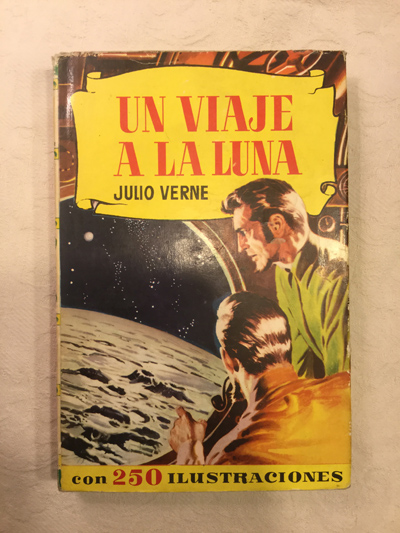 UN VIAJE
A LA LUNA
JULIO VERNE
con 250 ILUSTRACIONES